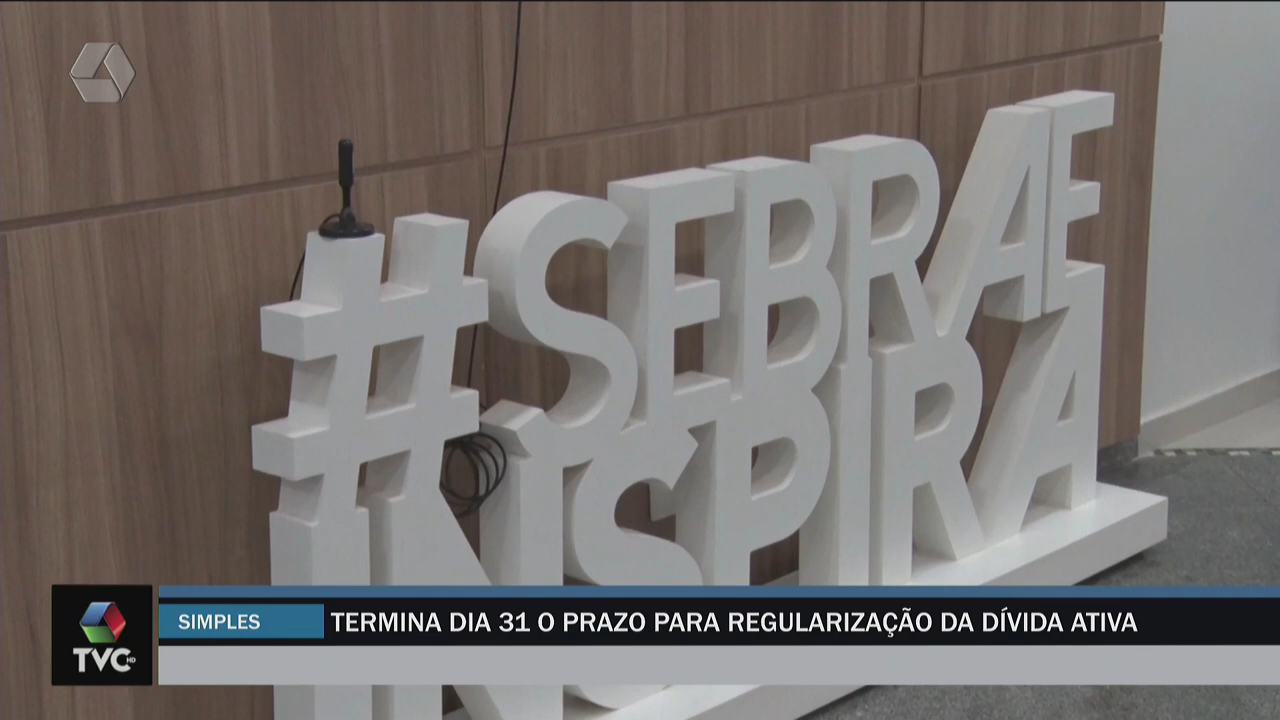 #SEBRAE
INSPIRA
SIMPLES
TERMINA DIA 31 O PRAZO PARA REGULARIZAÇÃO DA DÍVIDA ATIVA
TVC HD